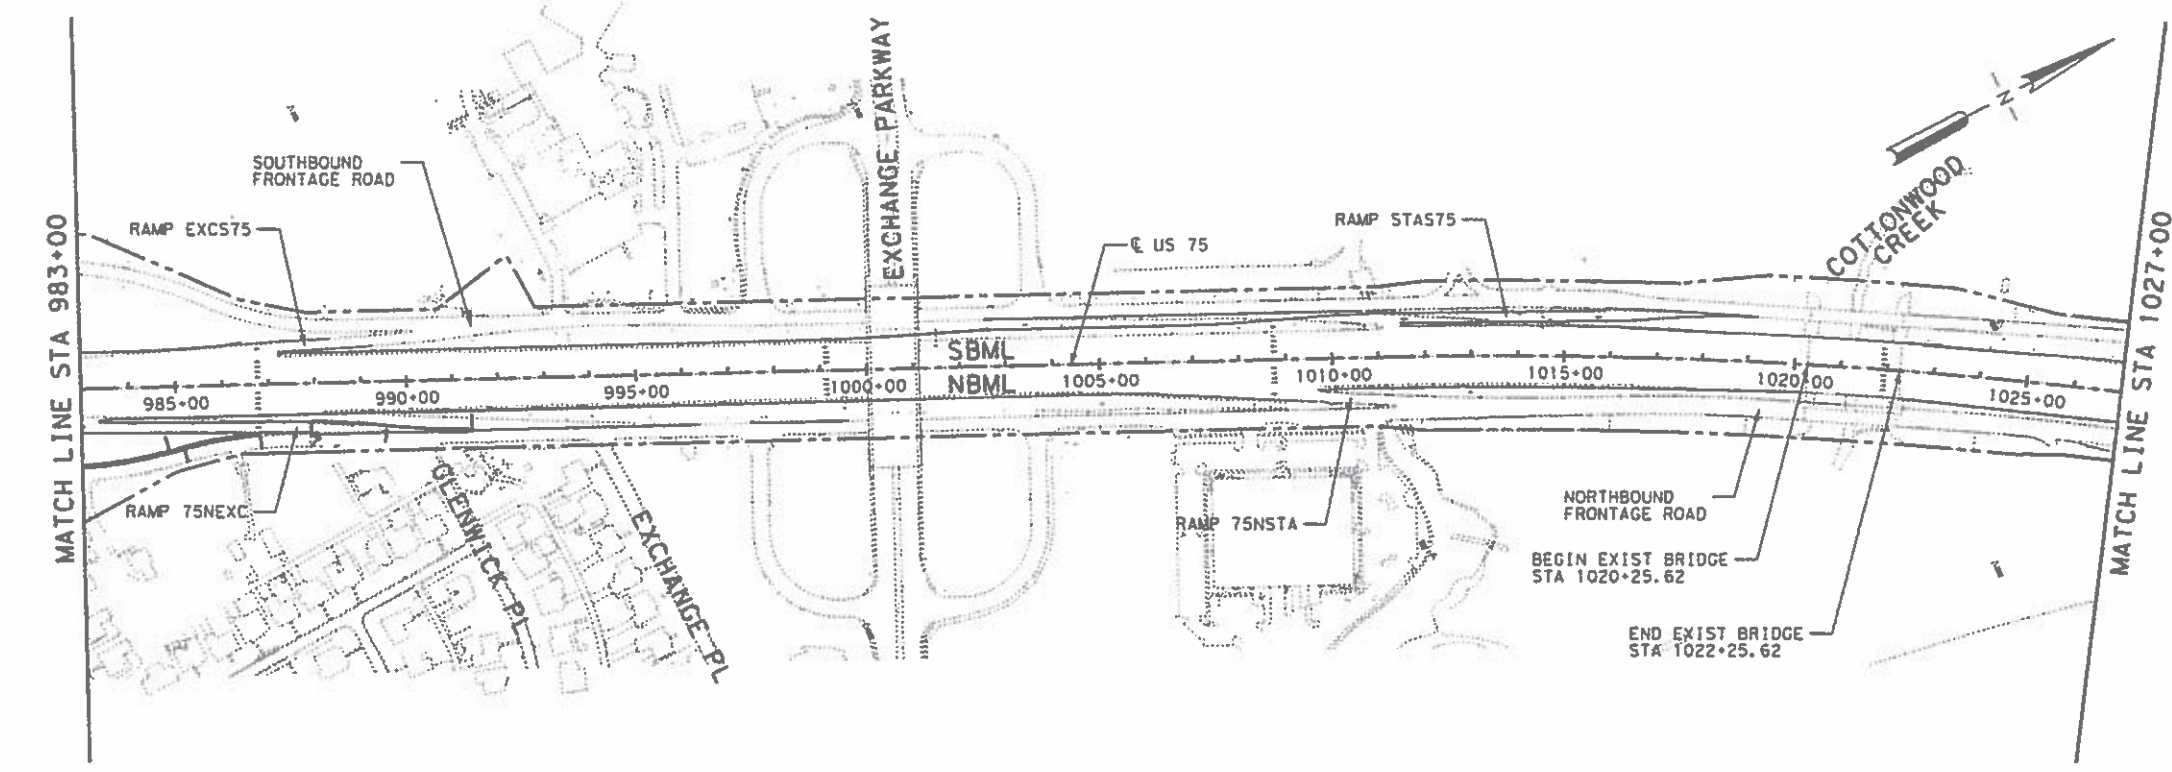 EXCHANGE PARKWAY
N
COTTONWOOD
CREEK
SOUTHBOUND
FRONTAGE ROAD
RAMP EXCS75
RAMP STAS75
℄ US 75
MATCH LINE STA 983+00
MATCH LINE STA 1027+00
SBML
NBML
985+00
990+00
995+00
1000+00
1005+00
1010+00
1015+00
1020+00
1025+00
RAMP 75NEXC
GLENWICK PL
EXCHANGE PL
RAMP 75NSTA
NORTHBOUND
FRONTAGE ROAD
BEGIN EXIST BRIDGE
STA 1020+25.62
END EXIST BRIDGE
STA 1022+25.62